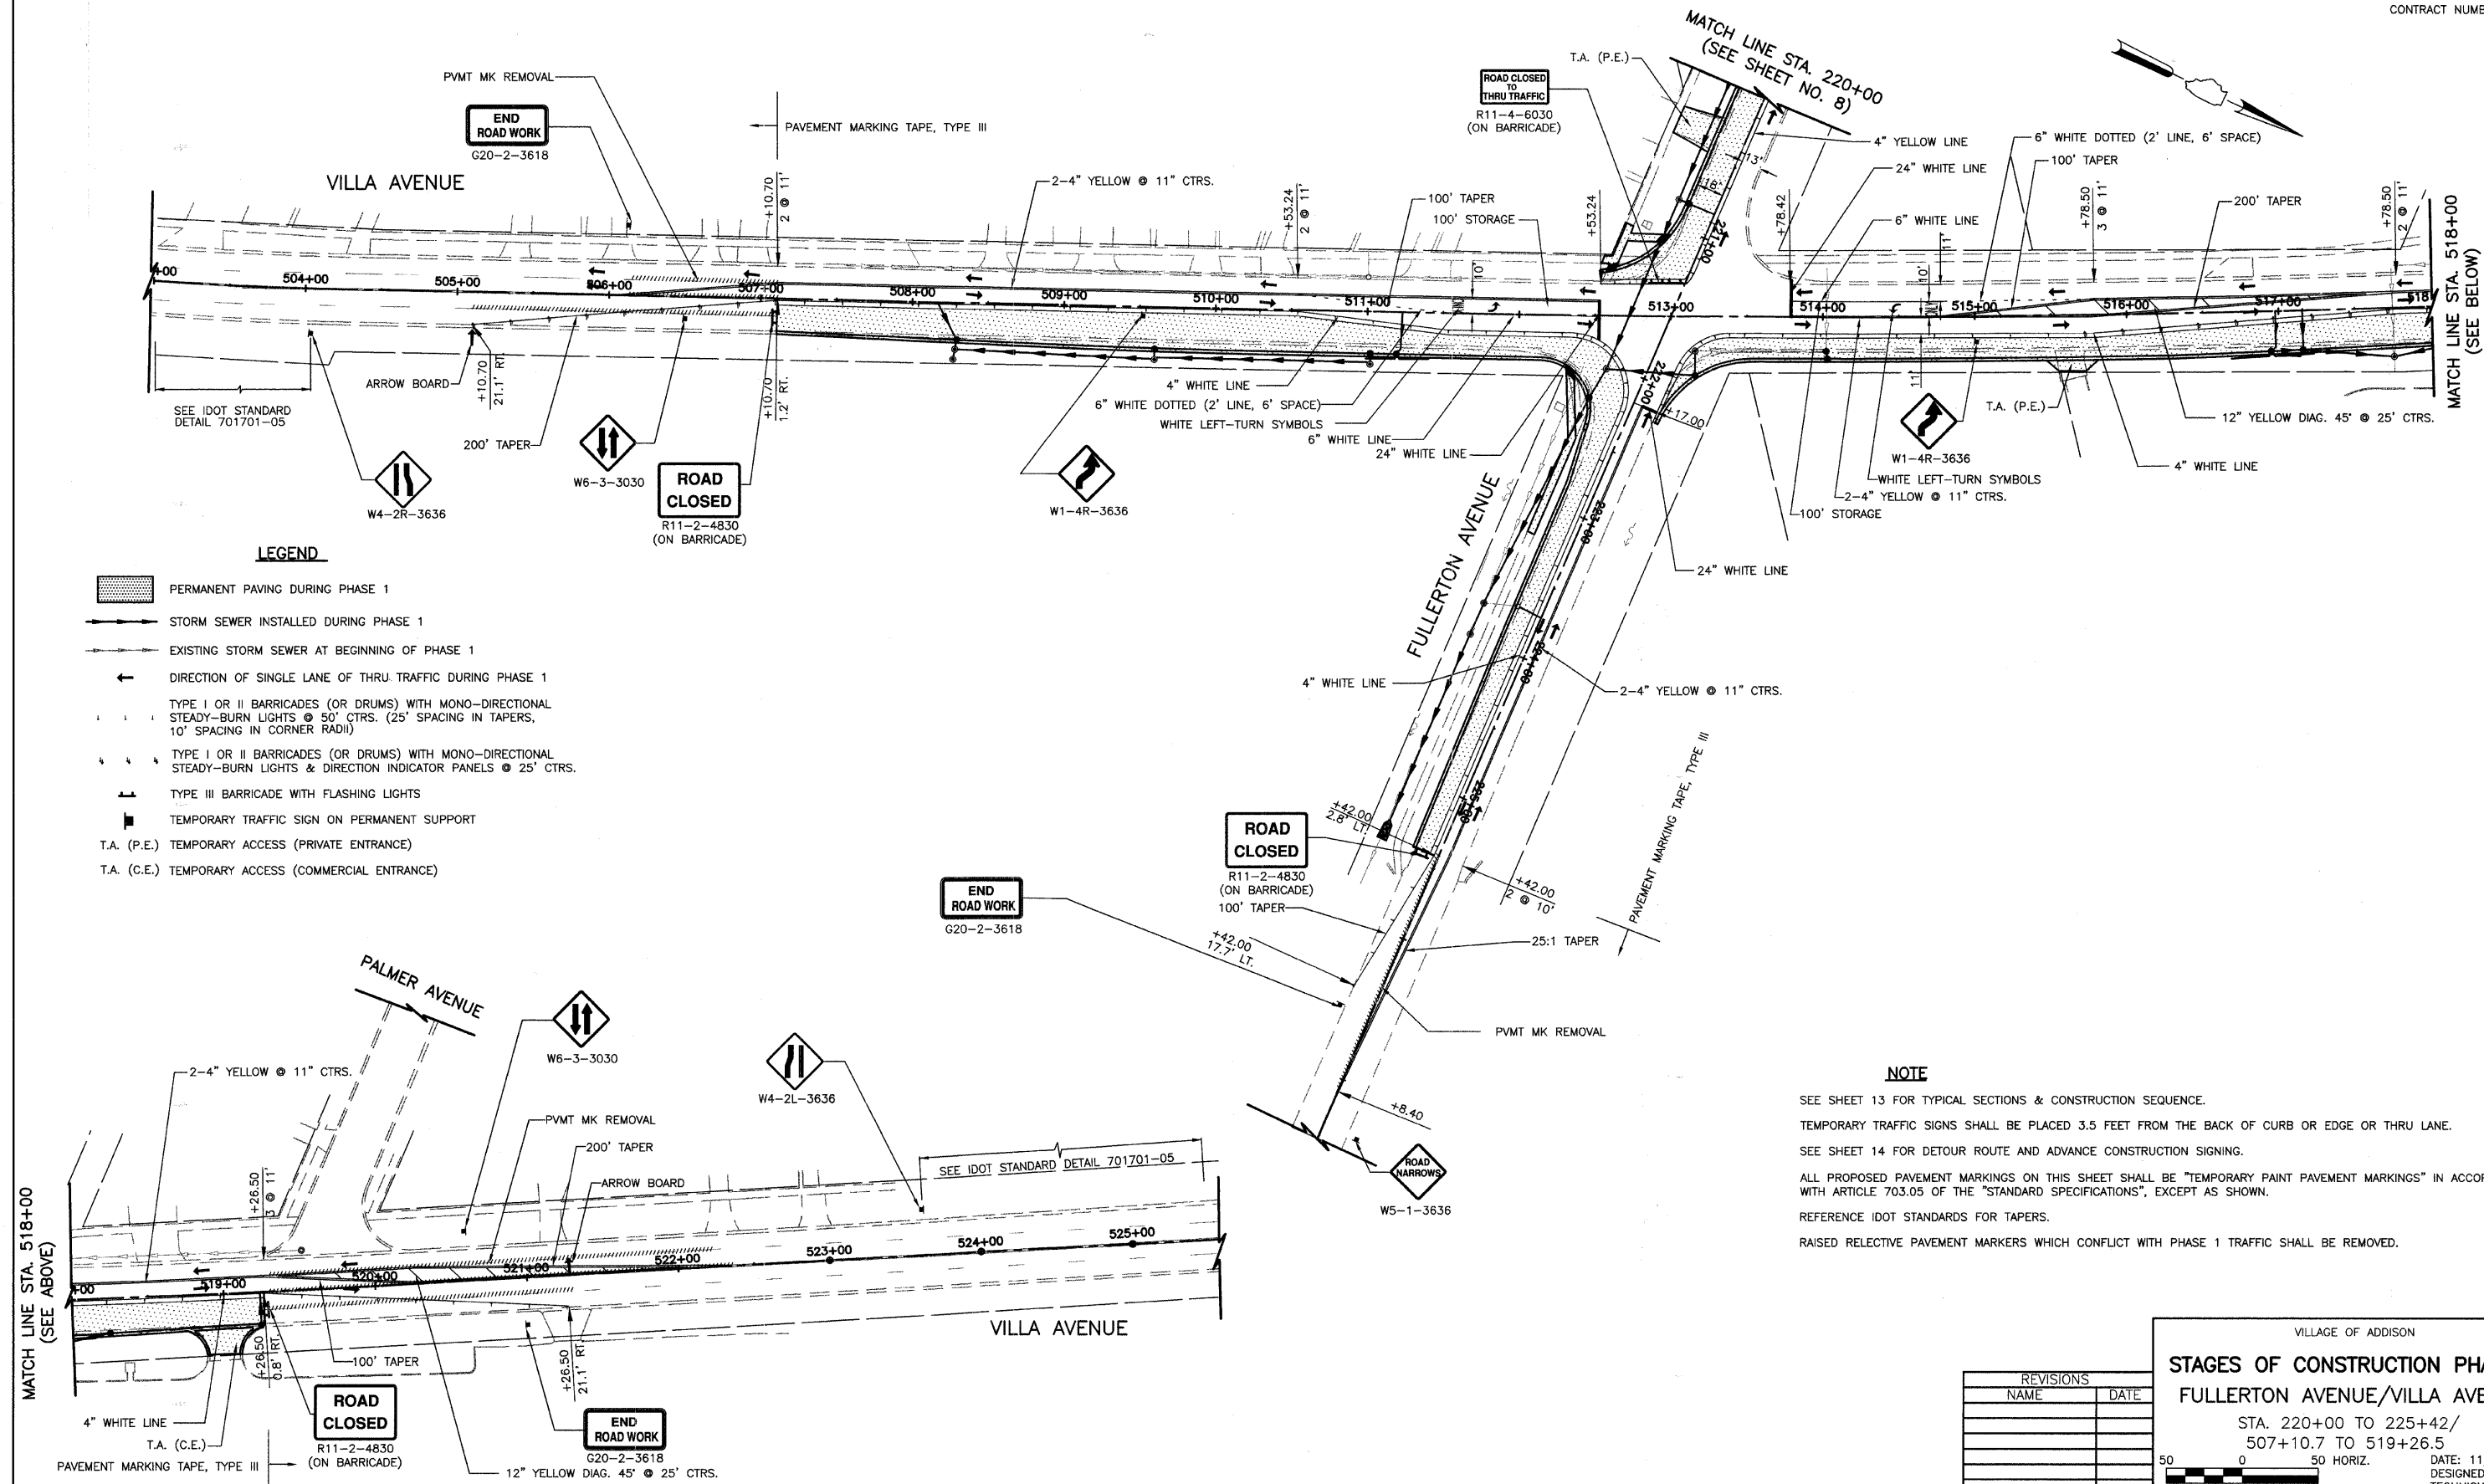 CONTRACT NUMB
PVMT MK REMOVAL
END
ROAD WORK
G20-2-3618
VILLA AVENUE
PAVEMENT MARKING TAPE, TYPE III
+10.70
2 @ 11'
2-4" YELLOW @ 11" CTRS.
+53.24
2 @ 11'
100' TAPER
100' STORAGE
ROAD CLOSED
TO
THRU TRAFFIC
R11-4-6030
(ON BARRICADE)
T.A. (P.E.)
MATCH LINE STA. 220+00
(SEE SHEET NO. 8)
+53.24
13'
18'
221+00
4" YELLOW LINE
24" WHITE LINE
6" WHITE LINE
+78.42
6" WHITE DOTTED (2' LINE, 6' SPACE)
100' TAPER
+78.50
3 @ 11'
200' TAPER
+78.50
2 @ 11'
MATCH LINE STA. 518+00
(SEE BELOW)
+00
504+00
505+00
506+00
507+00
508+00
509+00
510+00
511+00
513+00
514+00
515+00
516+00
517+00
518
10'
10'
11'
11'
SEE IDOT STANDARD
DETAIL 701701-05
ARROW BOARD
+10.70
21.1' RT.
200' TAPER
W4-2R-3636
W6-3-3030
ROAD
CLOSED
R11-2-4830
(ON BARRICADE)
+10.70
1.2' RT.
W1-4R-3636
4" WHITE LINE
6" WHITE DOTTED (2' LINE, 6' SPACE)
WHITE LEFT-TURN SYMBOLS
6" WHITE LINE
24" WHITE LINE
222+00
+17.00
T.A. (P.E.)
W1-4R-3636
WHITE LEFT-TURN SYMBOLS
2-4" YELLOW @ 11" CTRS.
100' STORAGE
12" YELLOW DIAG. 45° @ 25' CTRS.
4" WHITE LINE
24" WHITE LINE
FULLERTON AVENUE
223+00
224+00
225+00
4" WHITE LINE
2-4" YELLOW @ 11" CTRS.
PAVEMENT MARKING TAPE, TYPE III
+42.00
2.8' LT.
ROAD
CLOSED
R11-2-4830
(ON BARRICADE)
100' TAPER
+42.00
2 @ 10'
END
ROAD WORK
G20-2-3618
+42.00
17.7' LT.
25:1 TAPER
PVMT MK REMOVAL
+8.40
ROAD
NARROWS
W5-1-3636
LEGEND
PERMANENT PAVING DURING PHASE 1
STORM SEWER INSTALLED DURING PHASE 1
EXISTING STORM SEWER AT BEGINNING OF PHASE 1
DIRECTION OF SINGLE LANE OF THRU TRAFFIC DURING PHASE 1
TYPE I OR II BARRICADES (OR DRUMS) WITH MONO-DIRECTIONAL
STEADY-BURN LIGHTS @ 50' CTRS. (25' SPACING IN TAPERS,
10' SPACING IN CORNER RADII)
TYPE I OR II BARRICADES (OR DRUMS) WITH MONO-DIRECTIONAL
STEADY-BURN LIGHTS & DIRECTION INDICATOR PANELS @ 25' CTRS.
TYPE III BARRICADE WITH FLASHING LIGHTS
TEMPORARY TRAFFIC SIGN ON PERMANENT SUPPORT
T.A. (P.E.) TEMPORARY ACCESS (PRIVATE ENTRANCE)
T.A. (C.E.) TEMPORARY ACCESS (COMMERCIAL ENTRANCE)
PALMER AVENUE
W6-3-3030
W4-2L-3636
2-4" YELLOW @ 11" CTRS.
PVMT MK REMOVAL
200' TAPER
ARROW BOARD
SEE IDOT STANDARD DETAIL 701701-05
+26.50
3 @ 11'
MATCH LINE STA. 518+00
(SEE ABOVE)
+00
519+00
520+00
521+00
522+00
523+00
524+00
525+00
VILLA AVENUE
+26.50
0.8' RT.
100' TAPER
+26.50
21.1' RT.
4" WHITE LINE
T.A. (C.E.)
PAVEMENT MARKING TAPE, TYPE III
ROAD
CLOSED
R11-2-4830
(ON BARRICADE)
END
ROAD WORK
G20-2-3618
12" YELLOW DIAG. 45° @ 25' CTRS.
NOTE
SEE SHEET 13 FOR TYPICAL SECTIONS & CONSTRUCTION SEQUENCE.
TEMPORARY TRAFFIC SIGNS SHALL BE PLACED 3.5 FEET FROM THE BACK OF CURB OR EDGE OR THRU LANE.
SEE SHEET 14 FOR DETOUR ROUTE AND ADVANCE CONSTRUCTION SIGNING.
ALL PROPOSED PAVEMENT MARKINGS ON THIS SHEET SHALL BE "TEMPORARY PAINT PAVEMENT MARKINGS" IN ACCOR
WITH ARTICLE 703.05 OF THE "STANDARD SPECIFICATIONS", EXCEPT AS SHOWN.
REFERENCE IDOT STANDARDS FOR TAPERS.
RAISED RELECTIVE PAVEMENT MARKERS WHICH CONFLICT WITH PHASE 1 TRAFFIC SHALL BE REMOVED.
REVISIONS
NAME DATE
VILLAGE OF ADDISON
STAGES OF CONSTRUCTION PHA
FULLERTON AVENUE/VILLA AVE
STA. 220+00 TO 225+42/
507+10.7 TO 519+26.5
50 0 50 HORIZ.
DATE: 11
DESIGNED